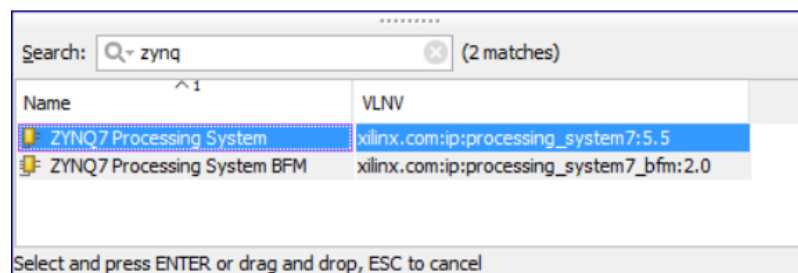 Search: zynq (2 matches)
Name 1 VLNV
ZYNQ7 Processing System xilinx.com:ip:processing_system7:5.5
ZYNQ7 Processing System BFM xilinx.com:ip:processing_system7_bfm:2.0
Select and press ENTER or drag and drop, ESC to cancel